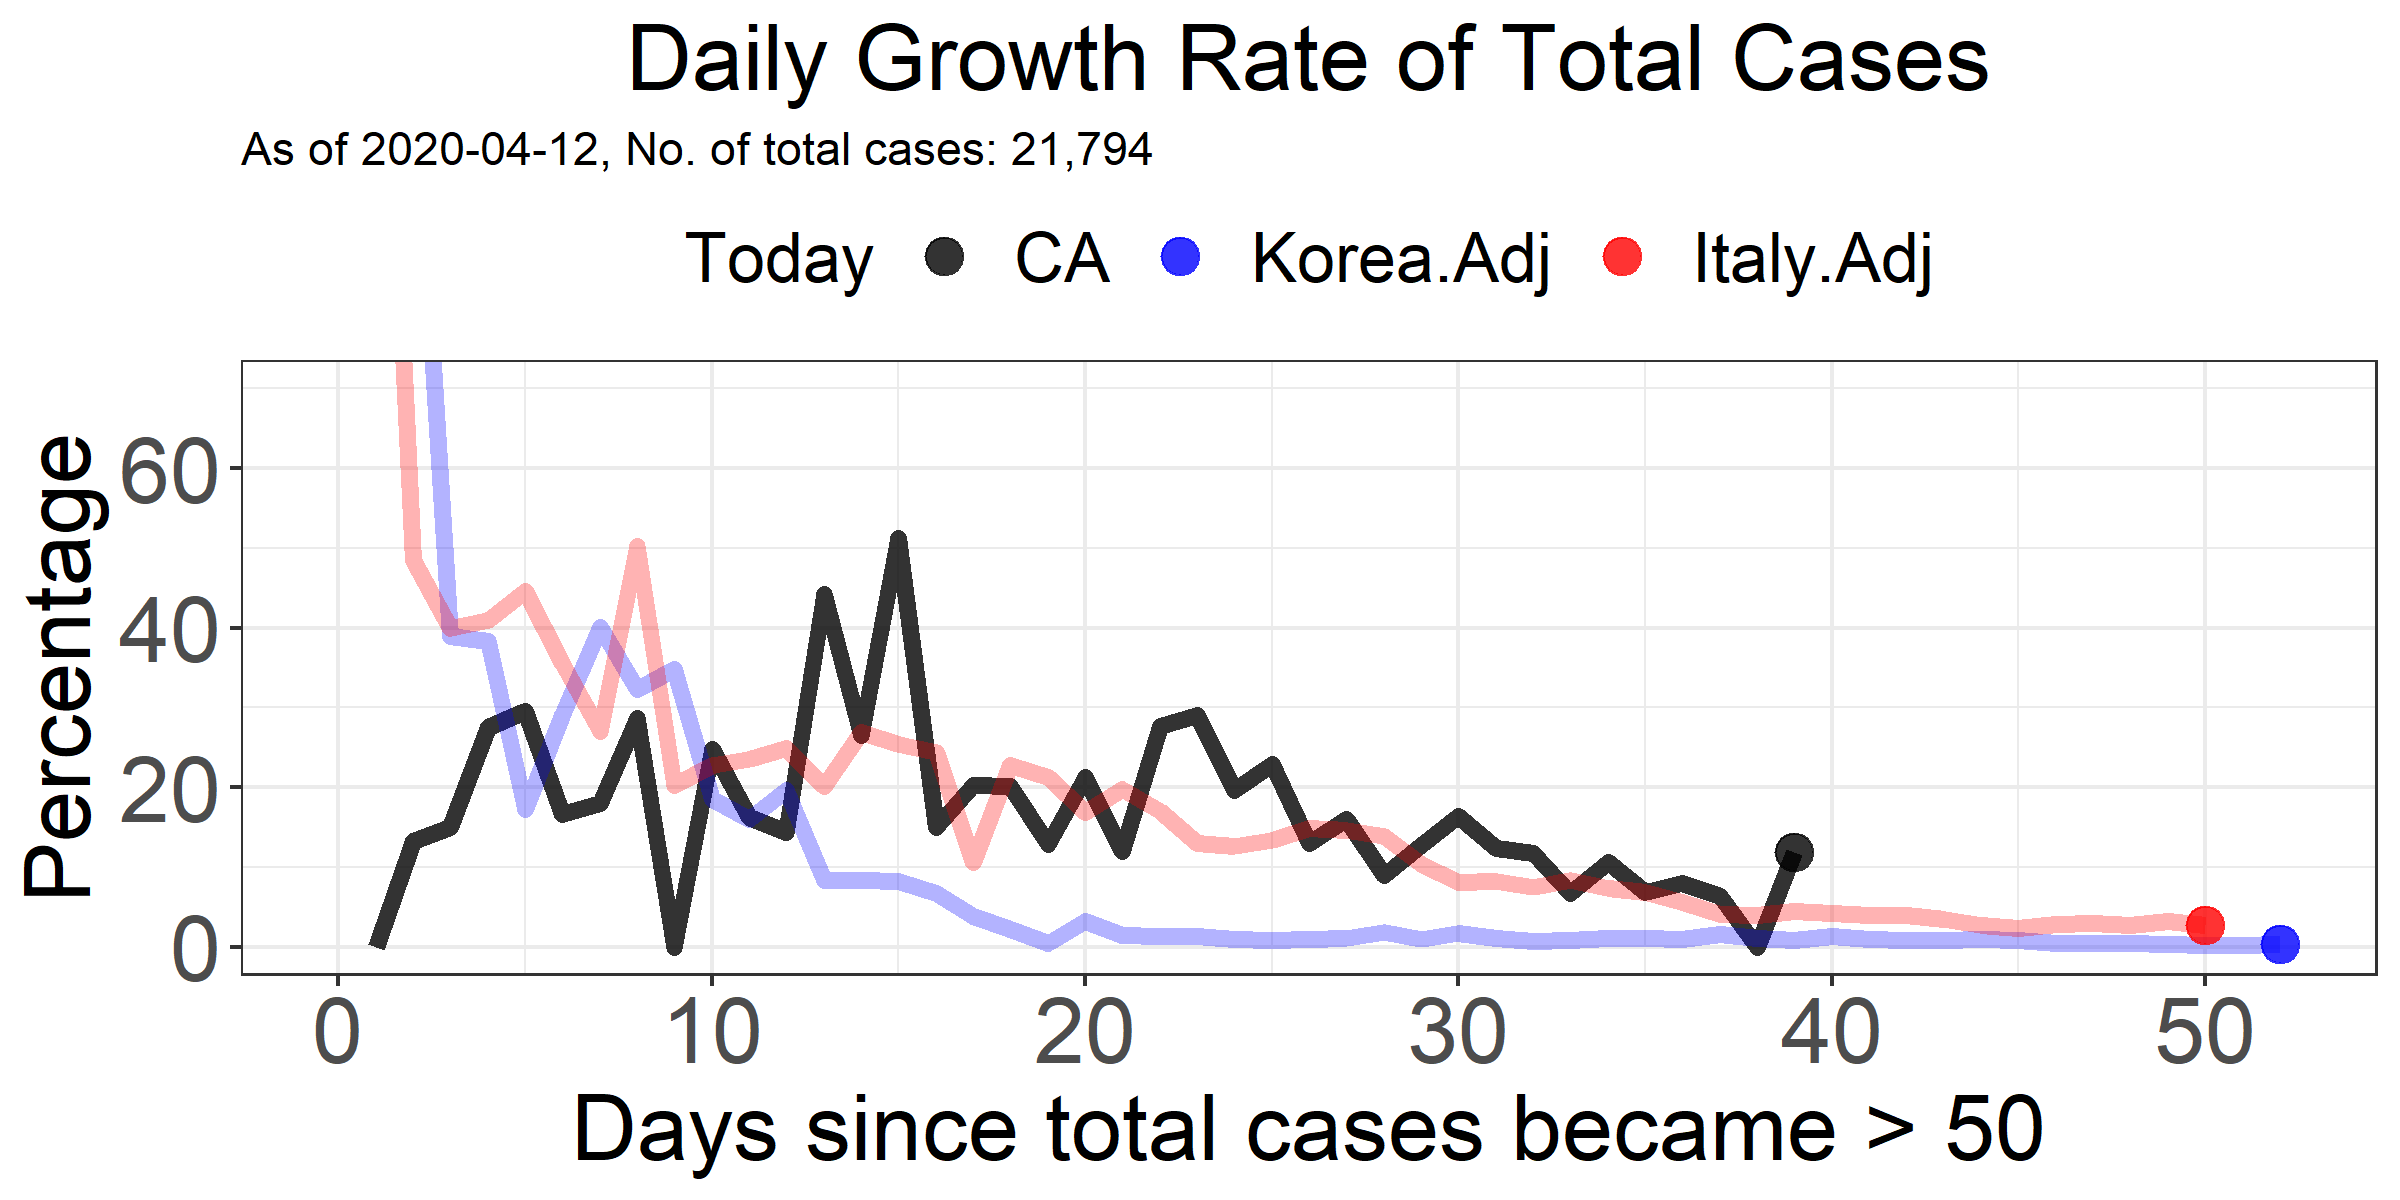 Daily Growth Rate of Total Cases
As of 2020-04-12, No. of total cases: 21,794
Today CA Korea.Adj Italy.Adj
Percentage
60
40
20
0
0 10 20 30 40 50
Days since total cases became > 50